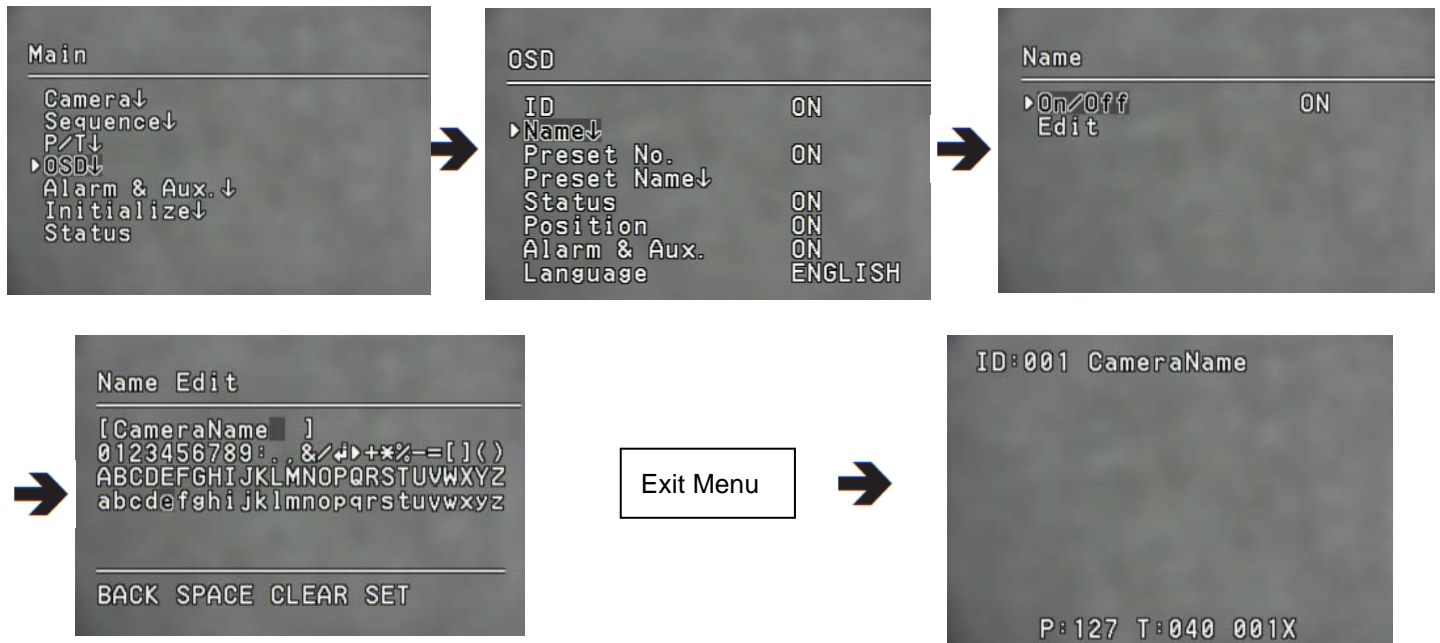 Main
Camera↓
Sequence↓
P/T↓
▶OSD↓
Alarm & Aux.↓
Initialize↓
Status
OSD
ID ON
▶Name↓
Preset No. ON
Preset Name↓
Status ON
Position ON
Alarm & Aux. ON
Language ENGLISH
Name
▶On/Off ON
Edit
Name Edit
[CameraName ]
0123456789:.,&/↲▶+*%-=[]()
ABCDEFGHIJKLMNOPQRSTUVWXYZ
abcdefghijklmnopqrstuvwxyz
BACK SPACE CLEAR SET
Exit Menu
ID:001 CameraName
P:127 T:040 001X